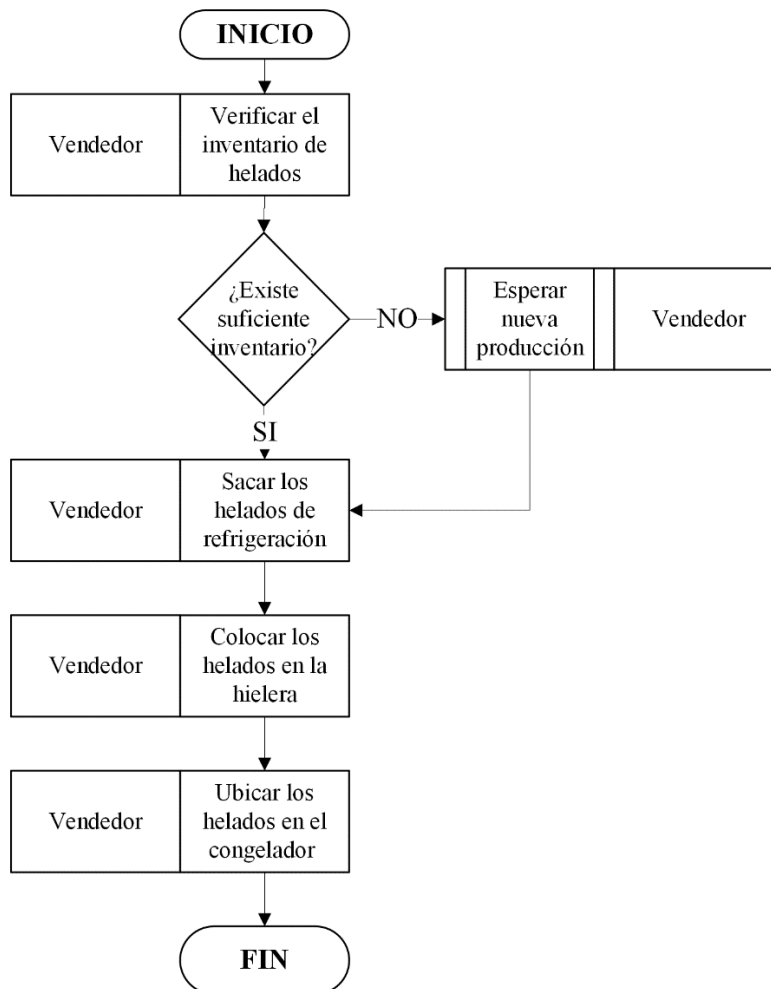 INICIO
Vendedor
Verificar el
inventario de
helados
¿Existe
suficiente
inventario?
NO
Esperar
nueva
producción
Vendedor
SI
Vendedor
Sacar los
helados de
refrigeración
Vendedor
Colocar los
helados en la
hielera
Vendedor
Ubicar los
helados en el
congelador
FIN